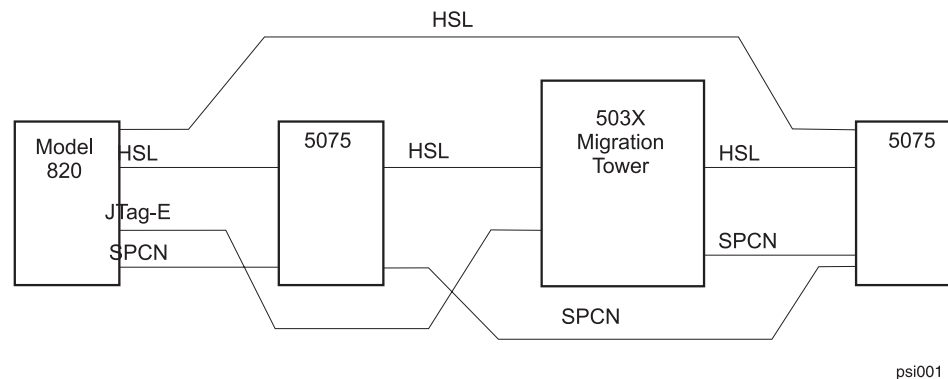 HSL
Model
820
HSL
JTag-E
SPCN
5075
HSL
503X
Migration
Tower
HSL
SPCN
SPCN
5075
psi001